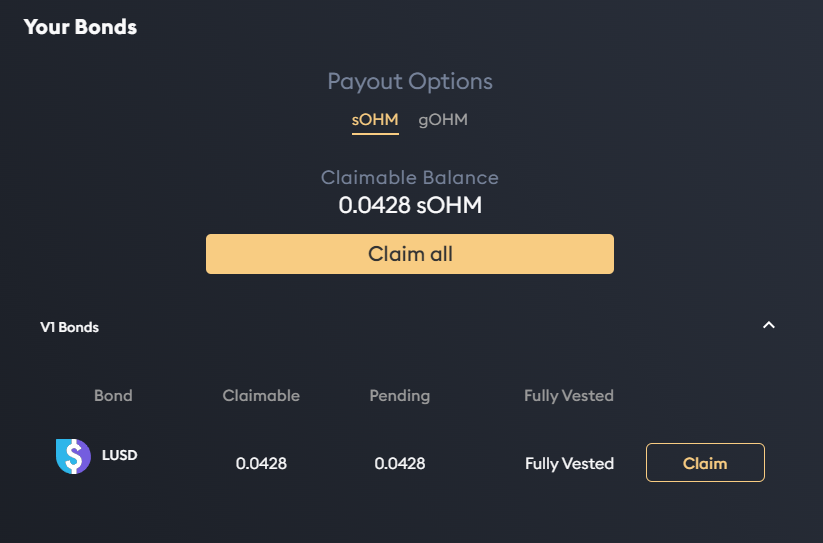 Your Bonds
Payout Options
sOHM gOHM
Claimable Balance
0.0428 sOHM
Claim all
V1 Bonds
Bond Claimable Pending Fully Vested
$ LUSD 0.0428 0.0428 Fully Vested Claim